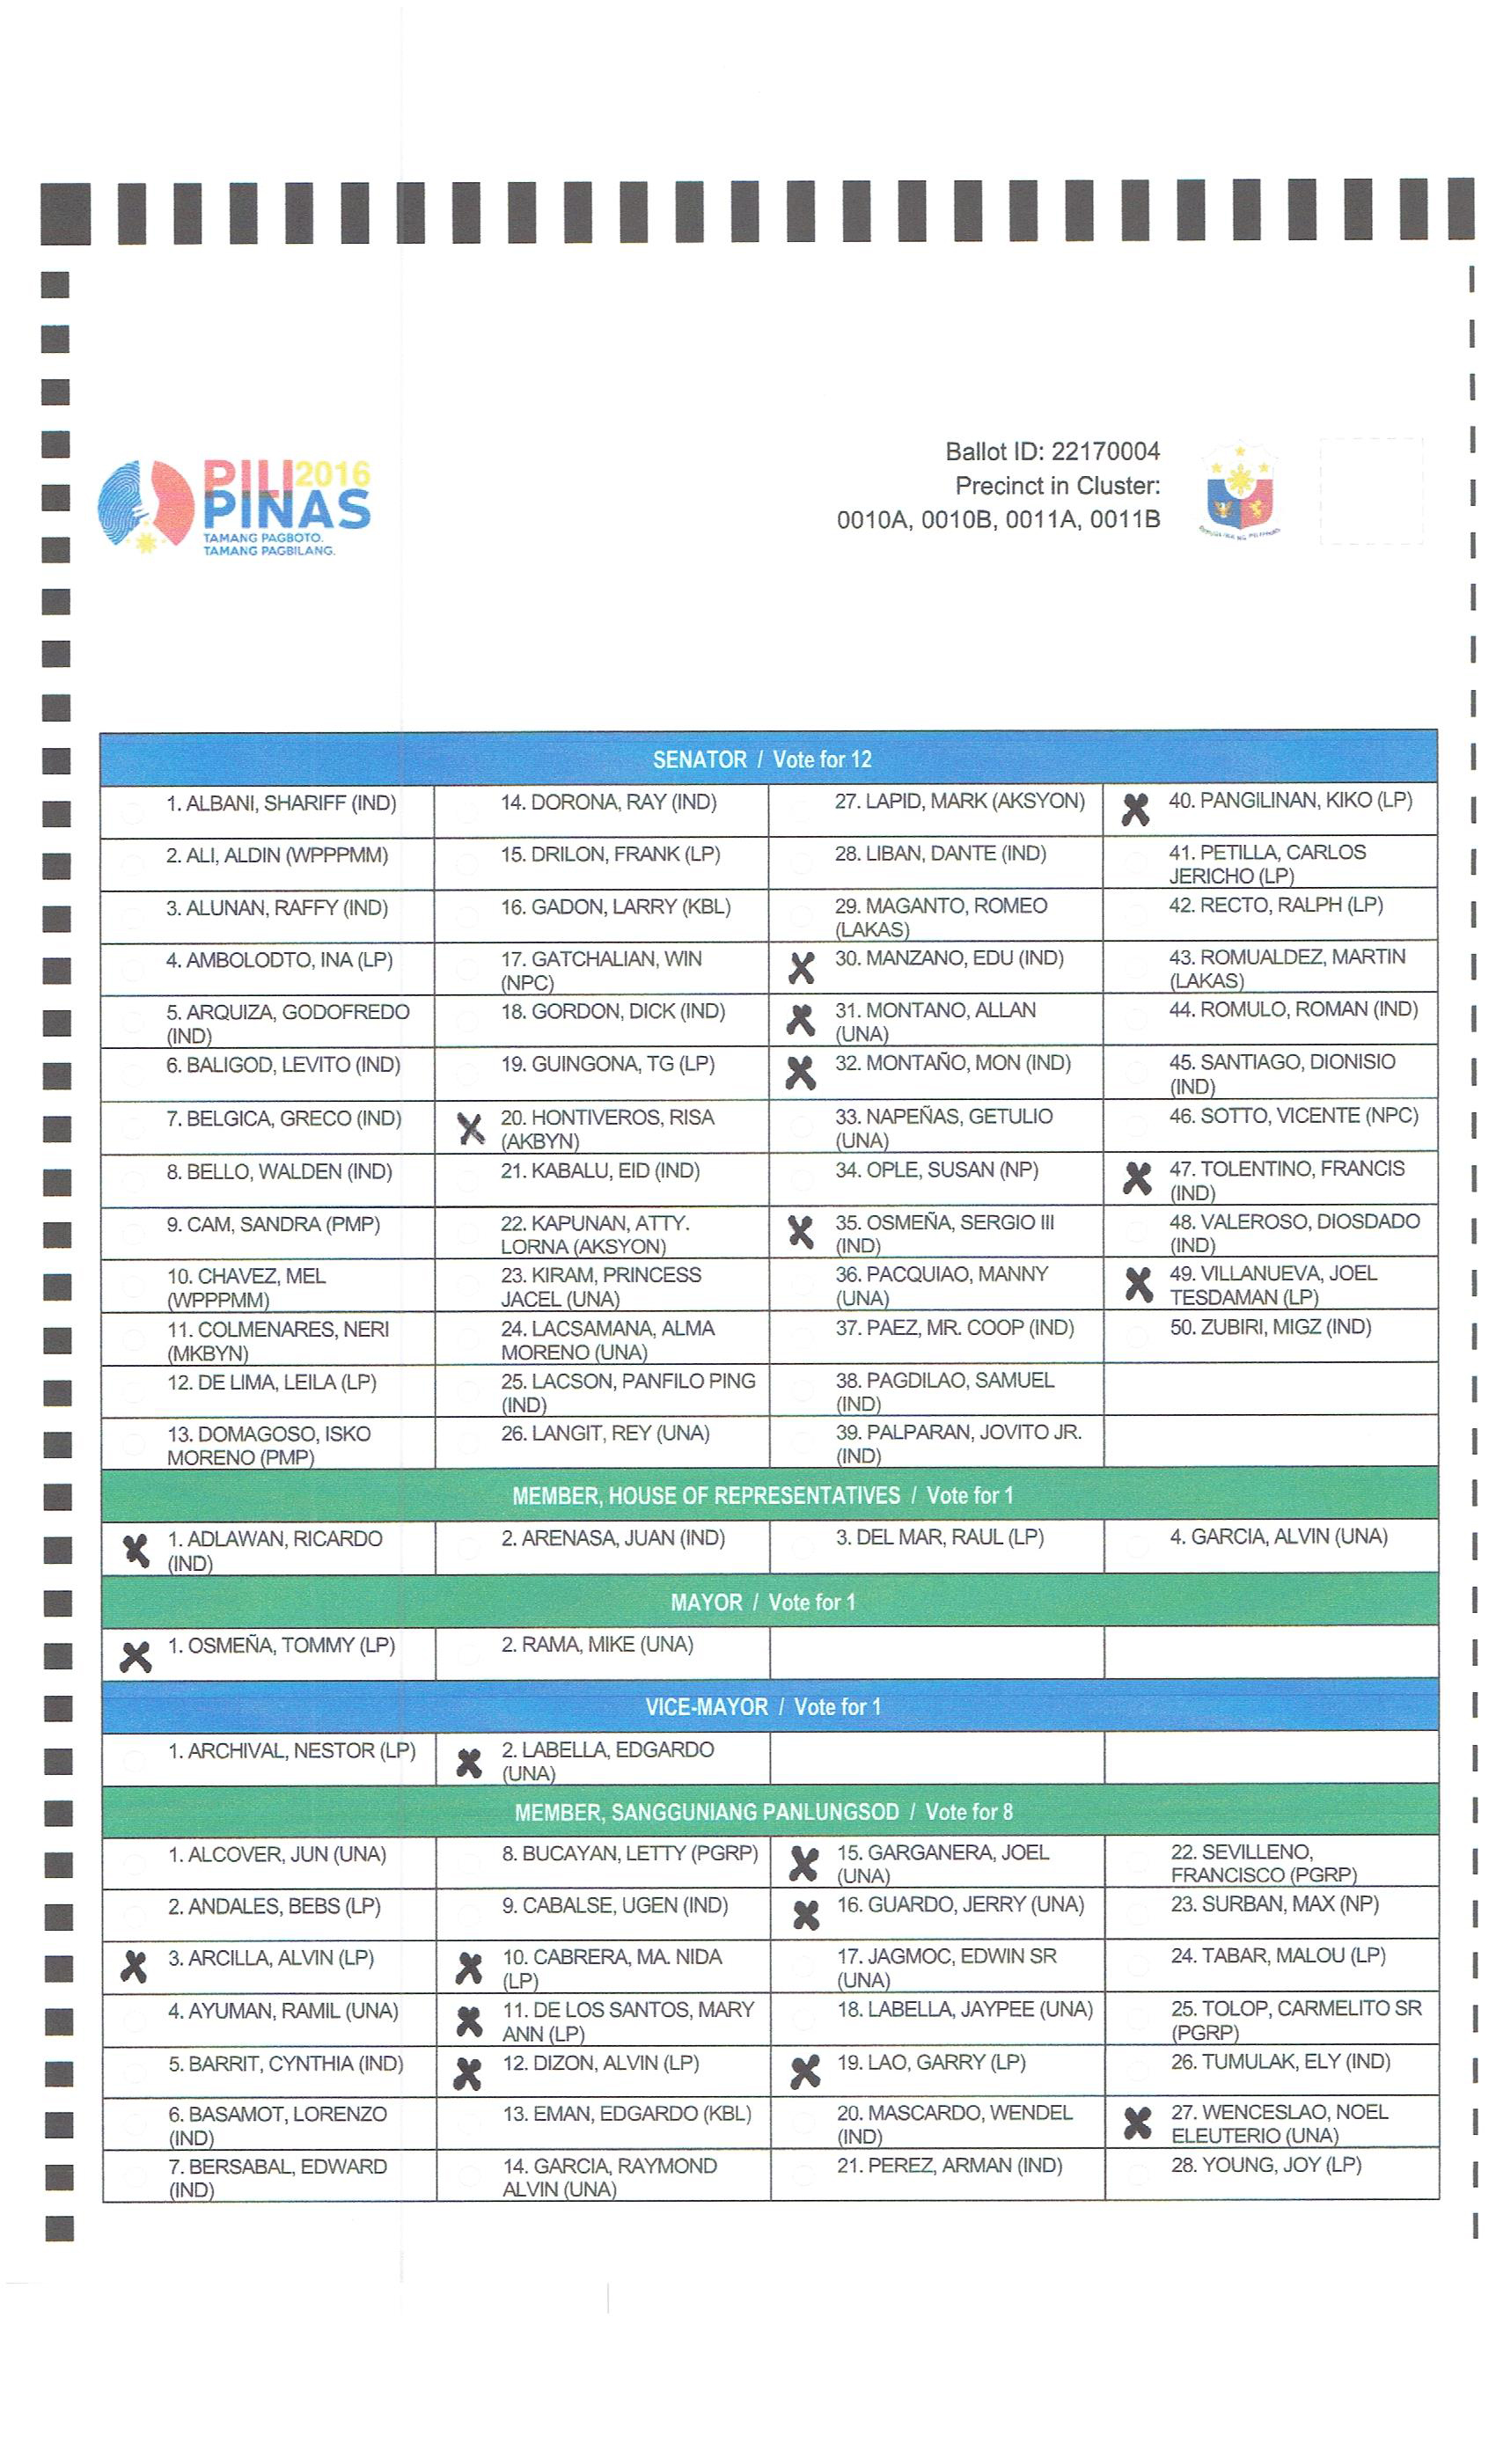 PILI2016
PINAS
TAMANG PAGBOTO.
TAMANG PAGBILANG.
Ballot ID: 22170004
Precinct in Cluster:
0010A, 0010B, 0011A, 0011B
SENATOR / Vote for 12
1. ALBANI, SHARIFF (IND)
2. ALI, ALDIN (WPPPMM)
3. ALUNAN, RAFFY (IND)
4. AMBOLODTO, INA (LP)
5. ARQUIZA, GODOFREDO
(IND)
6. BALIGOD, LEVITO (IND)
7. BELGICA, GRECO (IND)
8. BELLO, WALDEN (IND)
9. CAM, SANDRA (PMP)
10. CHAVEZ, MEL
(WPPPMM)
11. COLMENARES, NERI
(MKBYN)
12. DE LIMA, LEILA (LP)
13. DOMAGOSO, ISKO
MORENO (PMP)
14. DORONA, RAY (IND)
15. DRILON, FRANK (LP)
16. GADON, LARRY (KBL)
17. GATCHALIAN, WIN
(NPC)
18. GORDON, DICK (IND)
19. GUINGONA, TG (LP)
20. HONTIVEROS, RISA
(AKBYN)
21. KABALU, EID (IND)
22. KAPUNAN, ATTY.
LORNA (AKSYON)
23. KIRAM, PRINCESS
JACEL (UNA)
24. LACSAMANA, ALMA
MORENO (UNA)
25. LACSON, PANFILO PING
(IND)
26. LANGIT, REY (UNA)
27. LAPID, MARK (AKSYON)
28. LIBAN, DANTE (IND)
29. MAGANTO, ROMEO
(LAKAS)
30. MANZANO, EDU (IND)
31. MONTANO, ALLAN
(UNA)
32. MONTAÑO, MON (IND)
33. NAPEÑAS, GETULIO
(UNA)
34. OPLE, SUSAN (NP)
35. OSMEÑA, SERGIO III
(IND)
36. PACQUIAO, MANNY
(UNA)
37. PAEZ, MR. COOP (IND)
38. PAGDILAO, SAMUEL
(IND)
39. PALPARAN, JOVITO JR.
(IND)
40. PANGILINAN, KIKO (LP)
41. PETILLA, CARLOS
JERICHO (LP)
42. RECTO, RALPH (LP)
43. ROMUALDEZ, MARTIN
(LAKAS)
44. ROMULO, ROMAN (IND)
45. SANTIAGO, DIONISIO
(IND)
46. SOTTO, VICENTE (NPC)
47. TOLENTINO, FRANCIS
(IND)
48. VALEROSO, DIOSDADO
(IND)
49. VILLANUEVA, JOEL
TESDAMAN (LP)
50. ZUBIRI, MIGZ (IND)
MEMBER, HOUSE OF REPRESENTATIVES / Vote for 1
1. ADLAWAN, RICARDO
(IND)
2. ARENASA, JUAN (IND)
3. DEL MAR, RAUL (LP)
4. GARCIA, ALVIN (UNA)
MAYOR / Vote for 1
1. OSMEÑA, TOMMY (LP)
2. RAMA, MIKE (UNA)
VICE-MAYOR / Vote for 1
1. ARCHIVAL, NESTOR (LP)
2. LABELLA, EDGARDO
(UNA)
MEMBER, SANGGUNIANG PANLUNGSOD / Vote for 8
1. ALCOVER, JUN (UNA)
2. ANDALES, BEBS (LP)
3. ARCILLA, ALVIN (LP)
4. AYUMAN, RAMIL (UNA)
5. BARRIT, CYNTHIA (IND)
6. BASAMOT, LORENZO
(IND)
7. BERSABAL, EDWARD
(IND)
8. BUCAYAN, LETTY (PGRP)
9. CABALSE, UGEN (IND)
10. CABRERA, MA. NIDA
(LP)
11. DE LOS SANTOS, MARY
ANN (LP)
12. DIZON, ALVIN (LP)
13. EMAN, EDGARDO (KBL)
14. GARCIA, RAYMOND
ALVIN (UNA)
15. GARGANERA, JOEL
(UNA)
16. GUARDO, JERRY (UNA)
17. JAGMOC, EDWIN SR
(UNA)
18. LABELLA, JAYPEE (UNA)
19. LAO, GARRY (LP)
20. MASCARDO, WENDEL
(IND)
21. PEREZ, ARMAN (IND)
22. SEVILLENO,
FRANCISCO (PGRP)
23. SURBAN, MAX (NP)
24. TABAR, MALOU (LP)
25. TOLOP, CARMELITO SR
(PGRP)
26. TUMULAK, ELY (IND)
27. WENCESLAO, NOEL
ELEUTERIO (UNA)
28. YOUNG, JOY (LP)